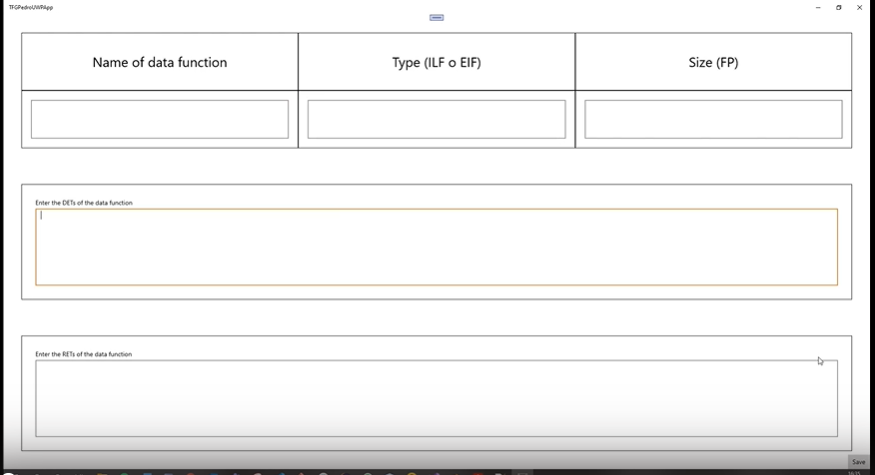 TFGPedroUWPApp
Name of data function
Type (ILF o EIF)
Size (FP)
Enter the DETs of the data function
Enter the RETs of the data function
Save